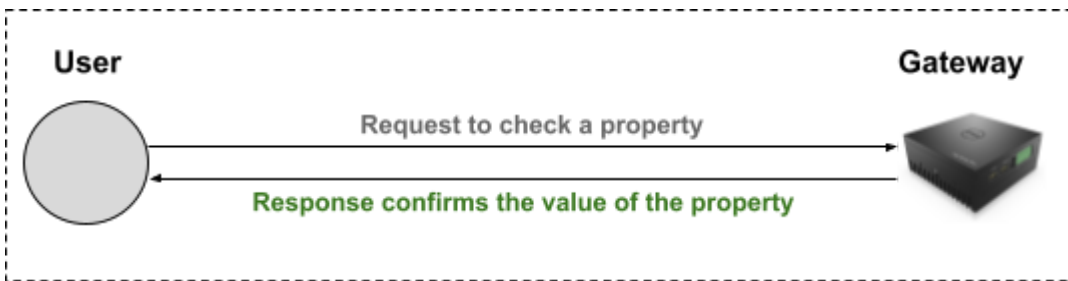 User
Gateway
Request to check a property
Response confirms the value of the property